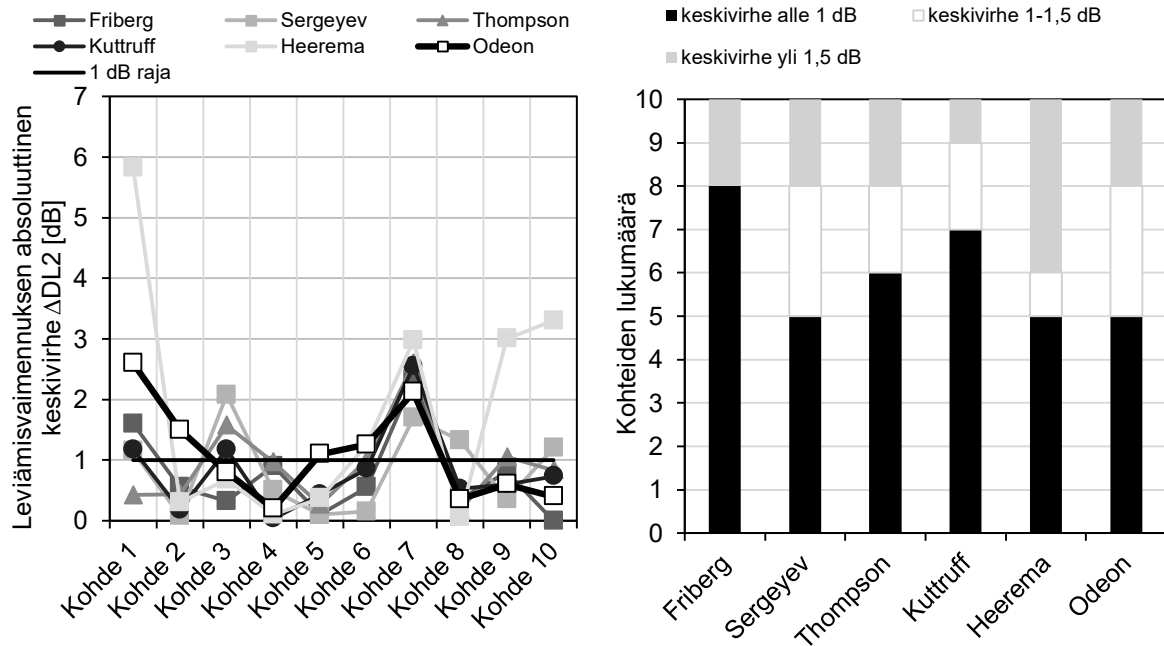 Friberg
Sergeyev
Thompson
Kuttruff
Heerema
Odeon
1 dB raja
Leviämisvaimennuksen absoluuttinen
keskivirhe ΔDL2 [dB]
7
6
5
4
3
2
1
0
Kohde 1
Kohde 2
Kohde 3
Kohde 4
Kohde 5
Kohde 6
Kohde 7
Kohde 8
Kohde 9
Kohde 10
keskivirhe alle 1 dB
keskivirhe 1-1,5 dB
keskivirhe yli 1,5 dB
Kohteiden lukumäärä
10
9
8
7
6
5
4
3
2
1
0
Friberg
Sergeyev
Thompson
Kuttruff
Heerema
Odeon